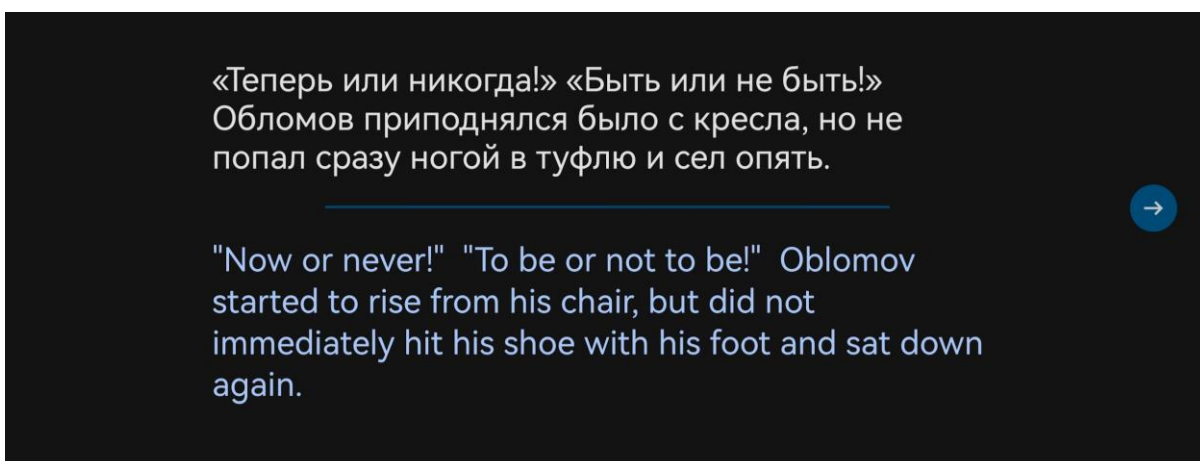 «Теперь или никогда!» «Быть или не быть!»
Обломов приподнялся было с кресла, но не
попал сразу ногой в туфлю и сел опять.
"Now or never!"  "To be or not to be!"  Oblomov
started to rise from his chair, but did not
immediately hit his shoe with his foot and sat down
again.